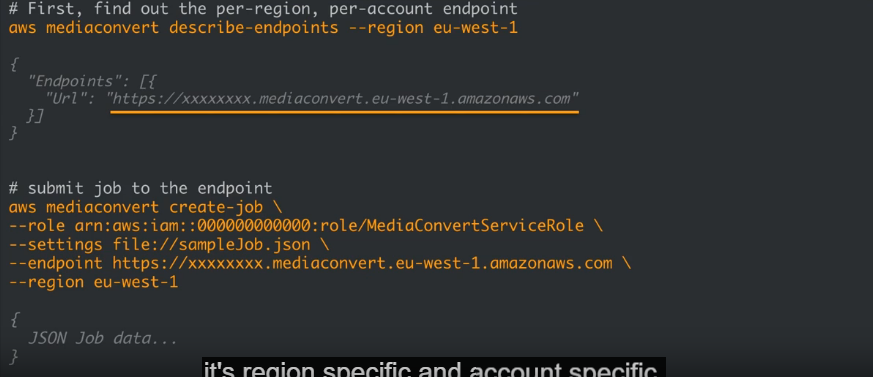 # First, find out the per-region, per-account endpoint
aws mediaconvert describe-endpoints --region eu-west-1
{
"Endpoints": [{
"Url": "https://xxxxxxxx.mediaconvert.eu-west-1.amazonaws.com"
}]
}
# submit job to the endpoint
aws mediaconvert create-job \
--role arn:aws:iam::000000000000:role/MediaConvertServiceRole \
--settings file://sampleJob.json \
--endpoint https://xxxxxxxx.mediaconvert.eu-west-1.amazonaws.com \
--region eu-west-1
{
JSON Job data...
}
it's region specific and account specific